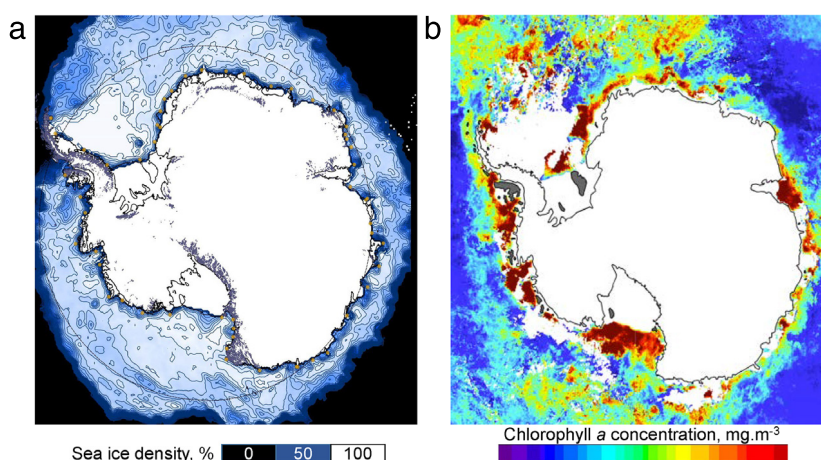 a
b
Sea ice density, %
0
50
100
Chlorophyll a concentration, mg.m-3